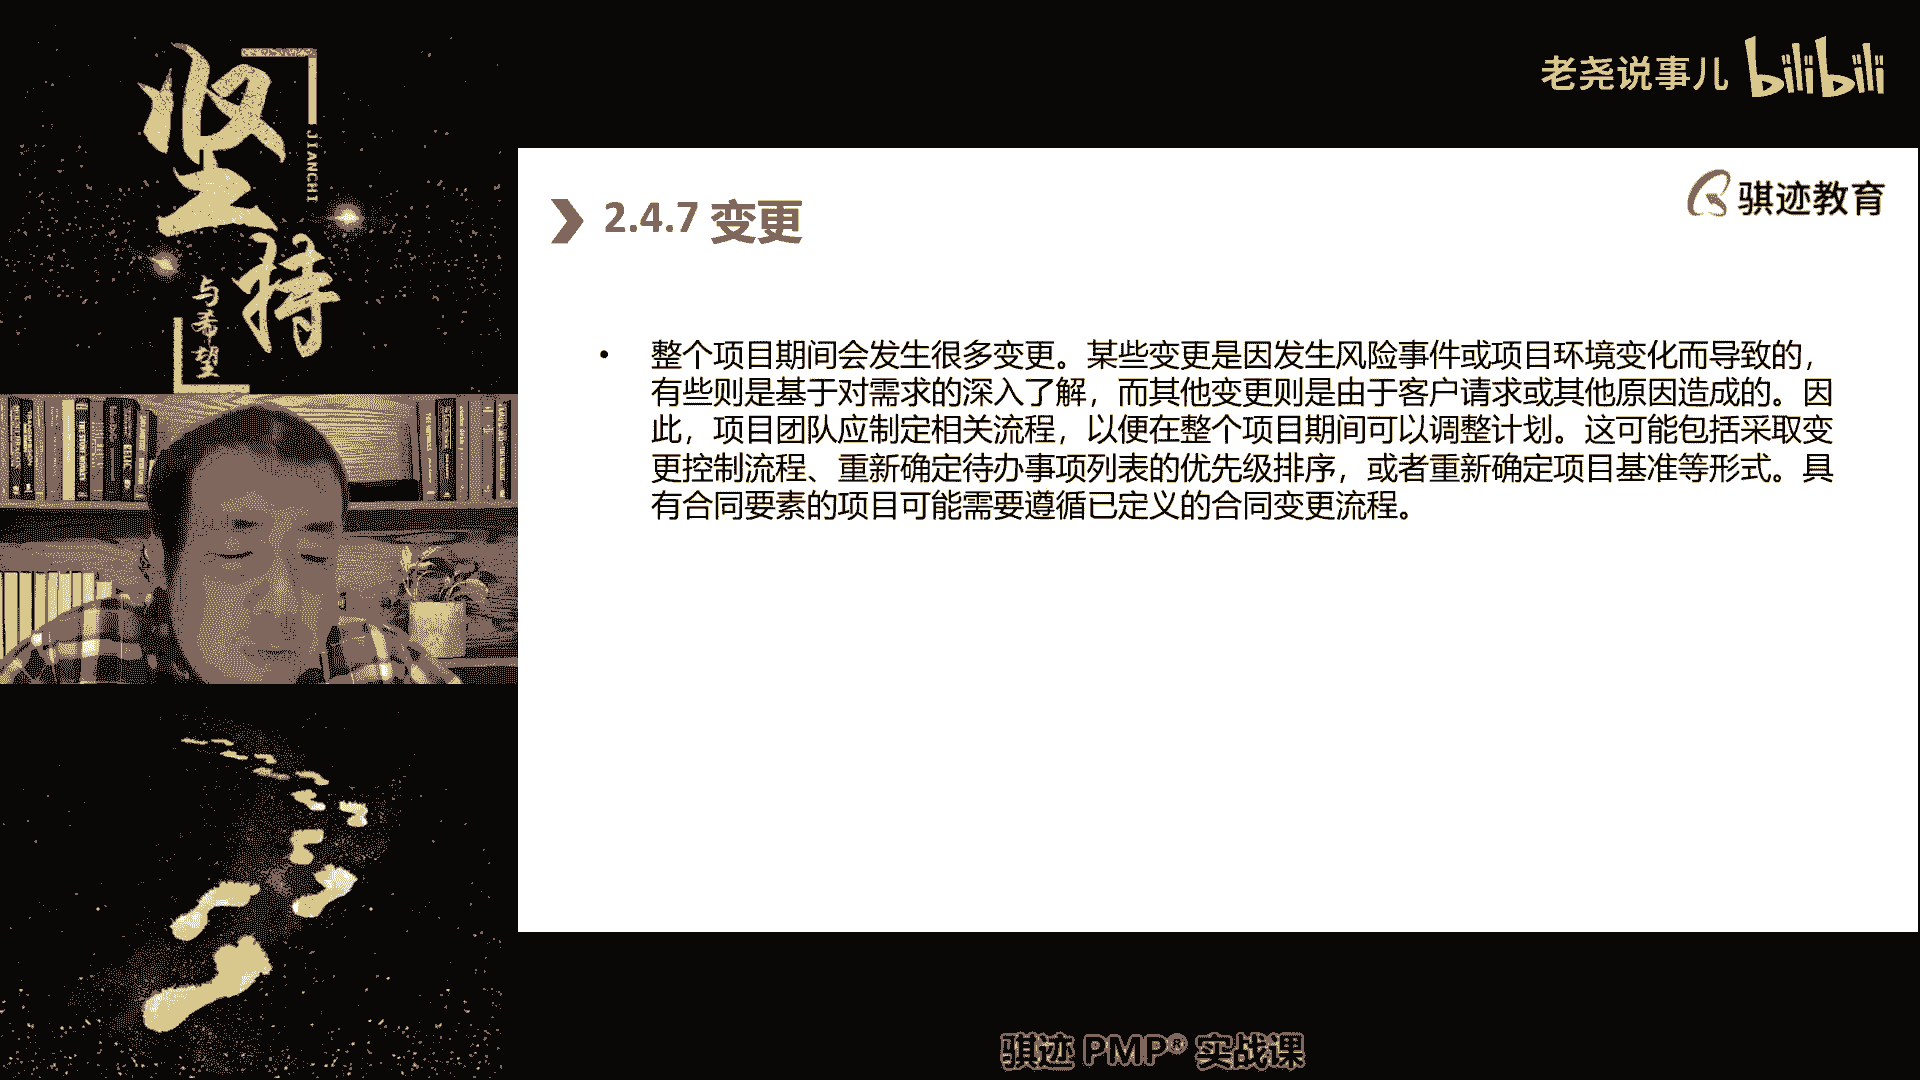 坚持
JIANCHI
与希望
老尧说事儿 bilibili
骐迹教育
2.4.7 变更
• 整个项目期间会发生很多变更。某些变更是因发生风险事件或项目环境变化而导致的，
有些则是基于对需求的深入了解，而其他变更则是由于客户请求或其他原因造成的。因
此，项目团队应制定相关流程，以便在整个项目期间可以调整计划。这可能包括采取变
更控制流程、重新确定待办事项列表的优先级排序，或者重新确定项目基准等形式。具
有合同要素的项目可能需要遵循已定义的合同变更流程。
骐迹 PMP® 实战课